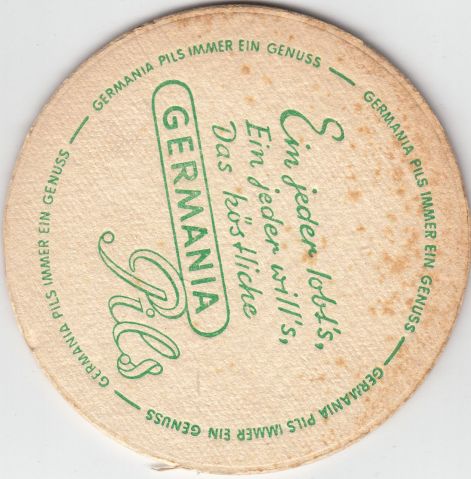 Ein jeder lobt's,
Ein jeder will's,
Das köstliche
GERMANIA
Pils
GERMANIA PILS IMMER EIN GENUSS —
GERMANIA PILS IMMER EIN GENUSS —
GERMANIA PILS IMMER EIN GENUSS —
GERMANIA PILS IMMER EIN GENUSS —